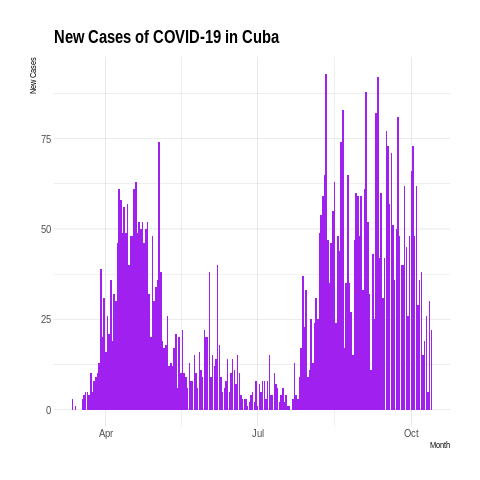 New Cases of COVID-19 in Cuba
New Cases
75
50
25
0
Apr
Jul
Oct
Month